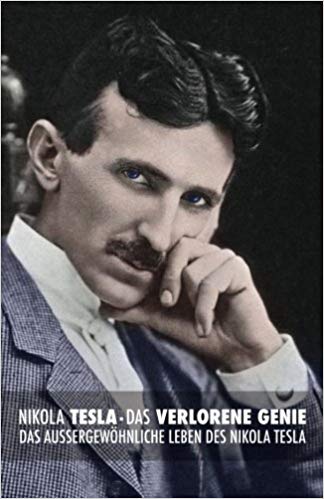 NIKOLA TESLA · DAS VERLORENE GENIE
DAS AUSSERGEWÖHNLICHE LEBEN DES NIKOLA TESLA